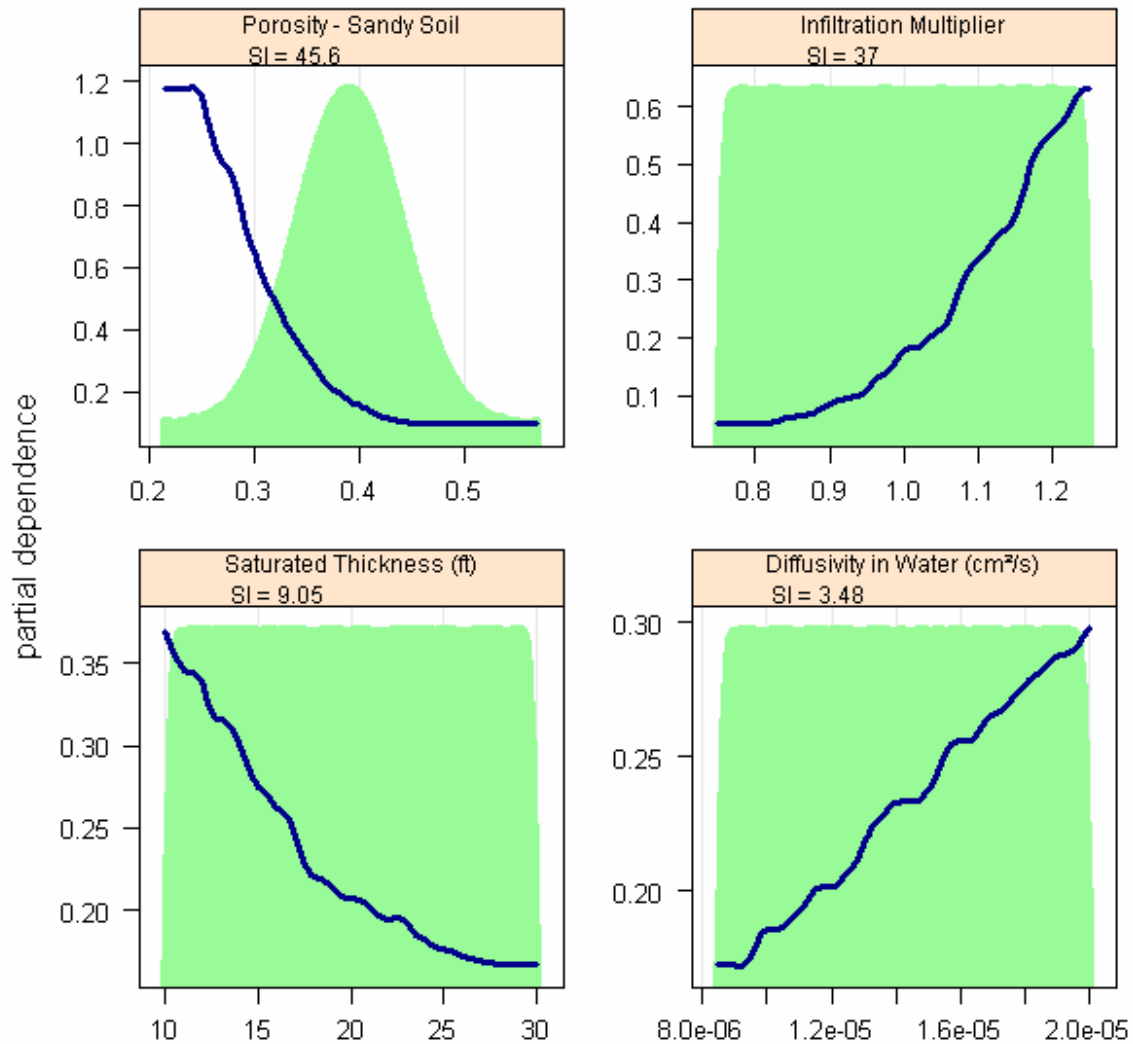 Porosity - Sandy Soil
SI = 45.6
Infiltration Multiplier
SI = 37
1.2
1.0
0.8
0.6
0.4
0.2
0.6
0.5
0.4
0.3
0.2
0.1
0.2 0.3 0.4 0.5
0.8 0.9 1.0 1.1 1.2
partial dependence
Saturated Thickness (ft)
SI = 9.05
Diffusivity in Water (cm²/s)
SI = 3.48
0.35
0.30
0.25
0.20
0.30
0.25
0.20
10 15 20 25 30
8.0e-06 1.2e-05 1.6e-05 2.0e-05